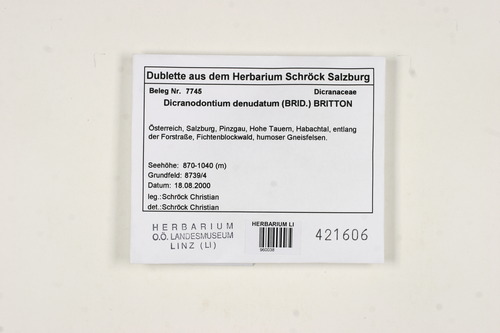 Dublette aus dem Herbarium Schröck Salzburg
Beleg Nr. 7745 Dicranaceae
Dicranodontium denudatum (BRID.) BRITTON
Österreich, Salzburg, Pinzgau, Hohe Tauern, Habachtal, entlang
der Forstraße, Fichtenblockwald, humoser Gneisfelsen.
Seehöhe: 870-1040 (m)
Grundfeld: 8739/4
Datum: 18.08.2000
leg.:Schröck Christian
det.:Schröck Christian
HERBARIUM
O.Ö. LANDESMUSEUM
LINZ (LI)
HERBARIUM LI
960038
421606